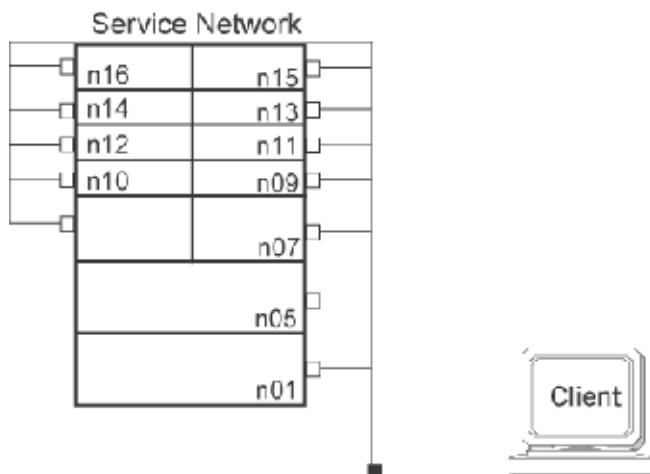 Service Network
n16 n15
n14 n13
n12 n11
n10 n09
n07
n05
n01
Client